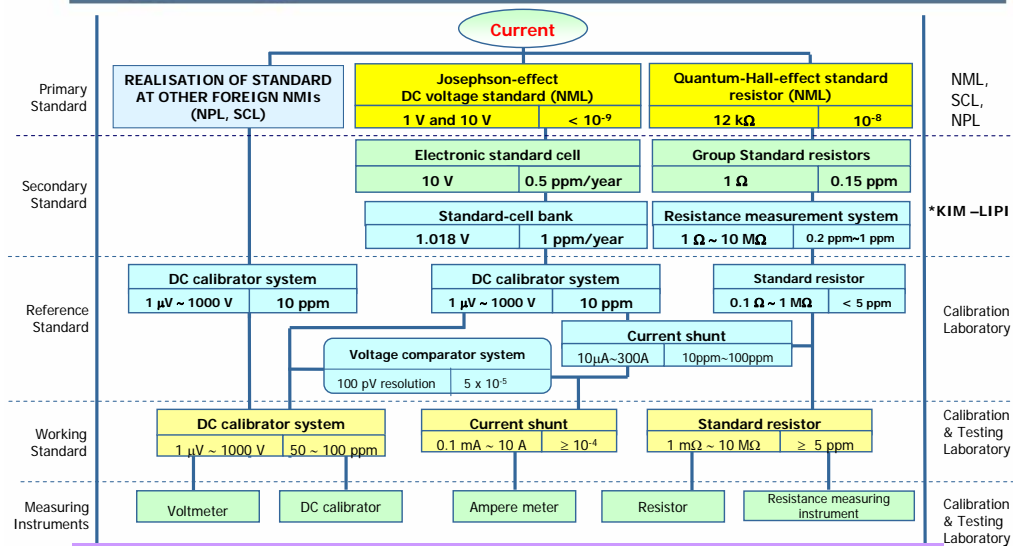 Current
Primary
Standard
REALISATION OF STANDARD
AT OTHER FOREIGN NMIs
(NPL, SCL)
Josephson-effect
DC voltage standard (NML)
1 V and 10 V
< 10-9
Quantum-Hall-effect standard
resistor (NML)
12 kΩ
10-8
NML,
SCL,
NPL
Secondary
Standard
Electronic standard cell
10 V
0.5 ppm/year
Group Standard resistors
1 Ω
0.15 ppm
Standard-cell bank
1.018 V
1 ppm/year
Resistance measurement system
1 Ω ~ 10 MΩ
0.2 ppm~1 ppm
*KIM –LIPI
Reference
Standard
DC calibrator system
1 μV ~ 1000 V
10 ppm
DC calibrator system
1 μV ~ 1000 V
10 ppm
Standard resistor
0.1 Ω ~ 1 MΩ
< 5 ppm
Calibration
Laboratory
Voltage comparator system
100 pV resolution
5 x 10-5
Current shunt
10μA~300A
10ppm~100ppm
Working
Standard
DC calibrator system
1 μV ~ 1000 V
50 ~ 100 ppm
Current shunt
0.1 mA ~ 10 A
≥ 10-4
Standard resistor
1 mΩ ~ 10 MΩ
≥ 5 ppm
Calibration
& Testing
Laboratory
Measuring
Instruments
Voltmeter
DC calibrator
Ampere meter
Resistor
Resistance measuring
instrument
Calibration
& Testing
Laboratory